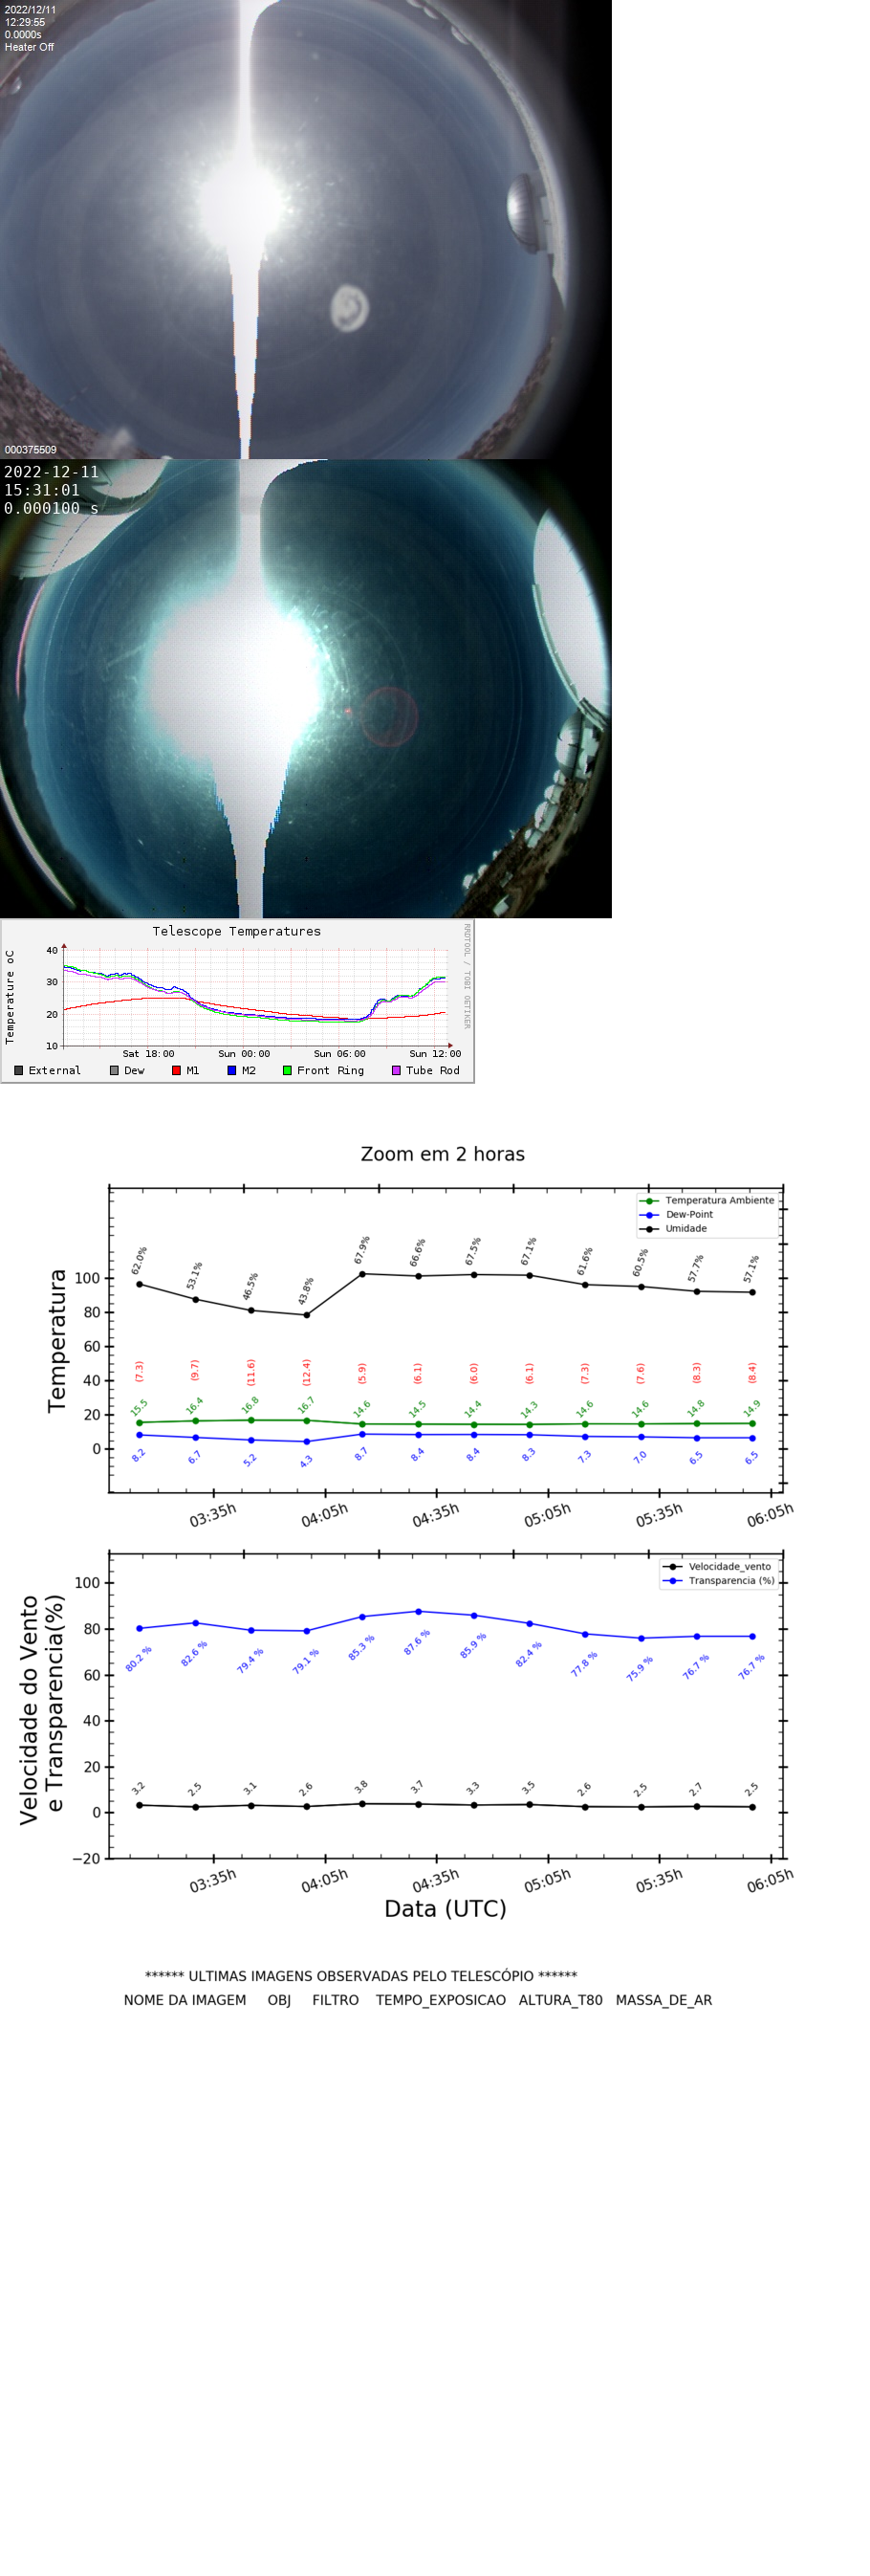 2022/12/11
12:29:55
0.0000s
Heater Off
000375509
2022-12-11
15:31:01
0.000100 s
Telescope Temperatures
RRDTOOL / TOBI OETIKER
Temperature oC
40
30
20
10
Sat 18:00 Sun 00:00 Sun 06:00 Sun 12:00
External Dew M1 M2 Front Ring Tube Rod
Zoom em 2 horas
Temperatura
Temperatura Ambiente
Dew-Point
Umidade
100
80
60
40
20
0
62.0% 53.1% 46.5% 43.8% 67.9% 66.6% 67.5% 67.1% 61.6% 60.5% 57.7% 57.1%
(7.3) (9.7) (11.6) (12.4) (5.9) (6.1) (6.0) (6.1) (7.3) (7.6) (8.3) (8.4)
15.5 16.4 16.8 16.7 14.6 14.5 14.4 14.3 14.6 14.6 14.8 14.9
8.2 6.7 5.2 4.3 8.7 8.4 8.4 8.3 7.3 7.0 6.5 6.5
03:35h 04:05h 04:35h 05:05h 05:35h 06:05h
Velocidade do Vento
e Transparencia(%)
Velocidade_vento
Transparencia (%)
100
80
60
40
20
0
−20
80.2 % 82.6 % 79.4 % 79.1 % 85.3 % 87.6 % 85.9 % 82.4 % 77.8 % 75.9 % 76.7 % 76.7 %
3.2 2.5 3.1 2.6 3.8 3.7 3.3 3.5 2.6 2.5 2.7 2.5
03:35h 04:05h 04:35h 05:05h 05:35h 06:05h
Data (UTC)
****** ULTIMAS IMAGENS OBSERVADAS PELO TELESCÓPIO ******
NOME DA IMAGEM OBJ FILTRO TEMPO_EXPOSICAO ALTURA_T80 MASSA_DE_AR